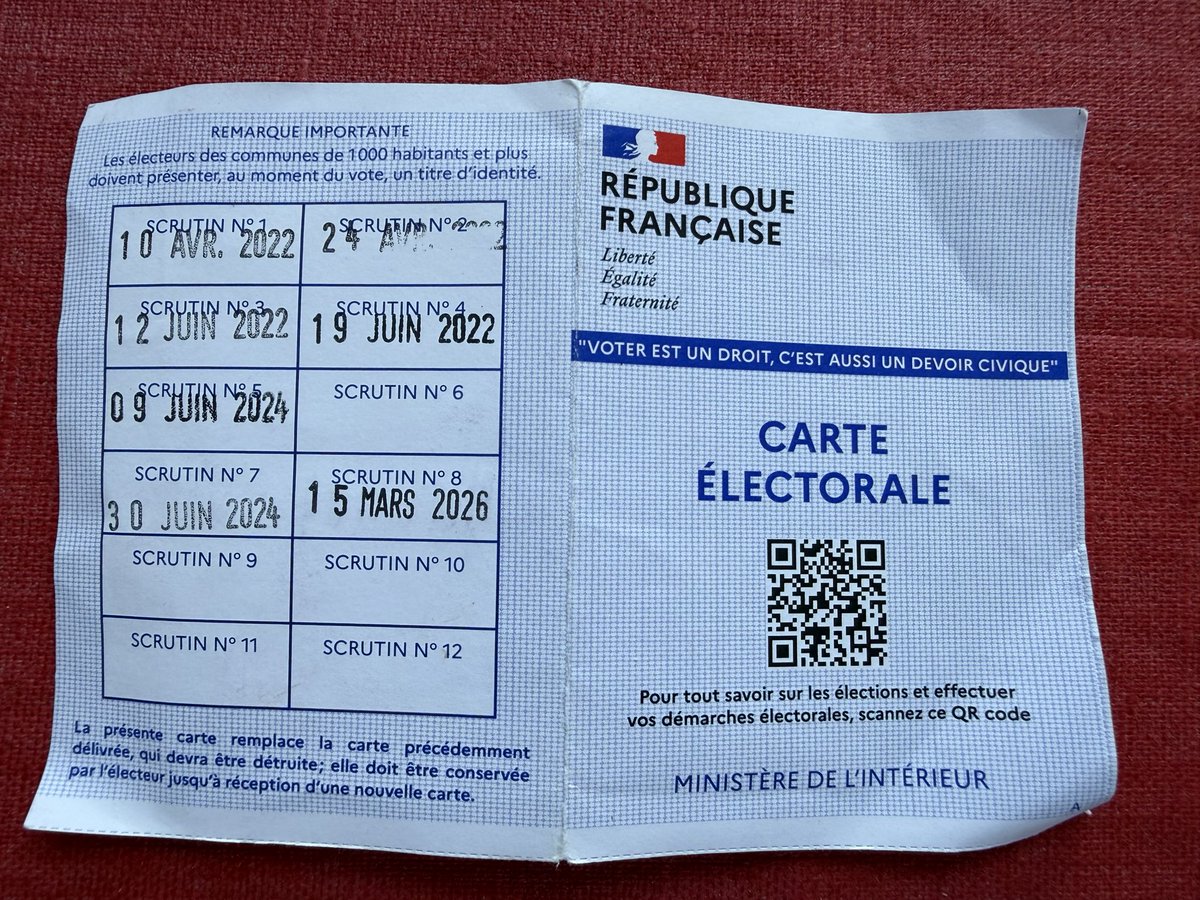 REMARQUE IMPORTANTE
Les électeurs des communes de 1000 habitants et plus
doivent présenter, au moment du vote, un titre d'identité.
SCRUTIN N° 1
10 AVR. 2022
SCRUTIN N° 2
24 AVR. 2022
SCRUTIN N° 3
12 JUIN 2022
SCRUTIN N° 4
19 JUIN 2022
SCRUTIN N° 5
09 JUIN 2024
SCRUTIN N° 6
SCRUTIN N° 7
30 JUIN 2024
SCRUTIN N° 8
15 MARS 2026
SCRUTIN N° 9
SCRUTIN N° 10
SCRUTIN N° 11
SCRUTIN N° 12
La présente carte remplace la carte précédemment
délivrée, qui devra être détruite; elle doit être conservée
par l'électeur jusqu'à réception d'une nouvelle carte.
RÉPUBLIQUE
FRANÇAISE
Liberté
Égalité
Fraternité
"VOTER EST UN DROIT, C'EST AUSSI UN DEVOIR CIVIQUE"
CARTE
ÉLECTORALE
Pour tout savoir sur les élections et effectuer
vos démarches électorales, scannez ce QR code
MINISTÈRE DE L'INTÉRIEUR
A